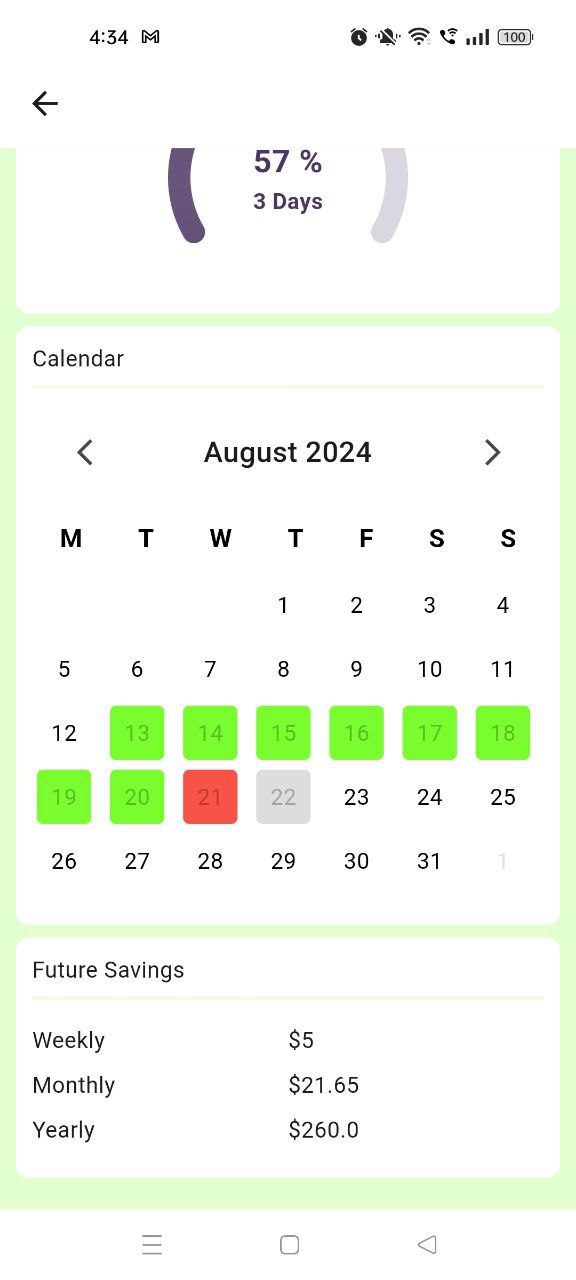 4:34
100
57 %
3 Days
Calendar
August 2024
M T W T F S S
1 2 3 4
5 6 7 8 9 10 11
12 13 14 15 16 17 18
19 20 21 22 23 24 25
26 27 28 29 30 31 1
Future Savings
Weekly $5
Monthly $21.65
Yearly $260.0